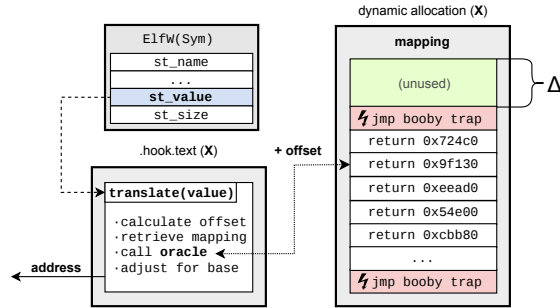 ElfW(Sym)
st_name
...
st_value
st_size
.hook.text (X)
translate(value)
·calculate offset
·retrieve mapping
·call oracle
·adjust for base
address
+ offset
dynamic allocation (X)
mapping
(unused)
Δ
jmp booby trap
return 0x724c0
return 0x9f130
return 0xeead0
return 0x54e00
return 0xcbb80
...
jmp booby trap